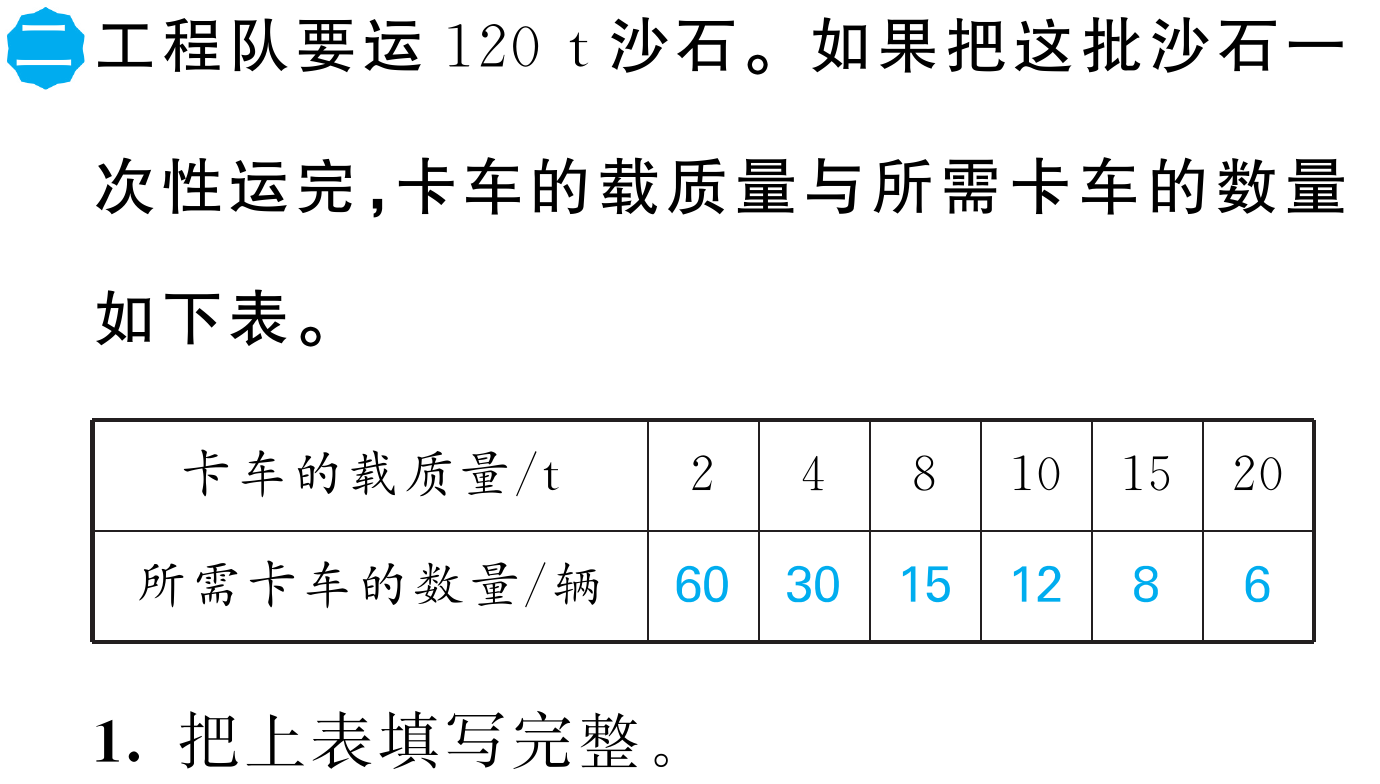 二 工程队要运 120 t 沙石。如果把这批沙石一
次性运完,卡车的载质量与所需卡车的数量
如下表。
卡车的载质量/t 2 4 8 10 15 20
所需卡车的数量/辆 60 30 15 12 8 6
1. 把上表填写完整。